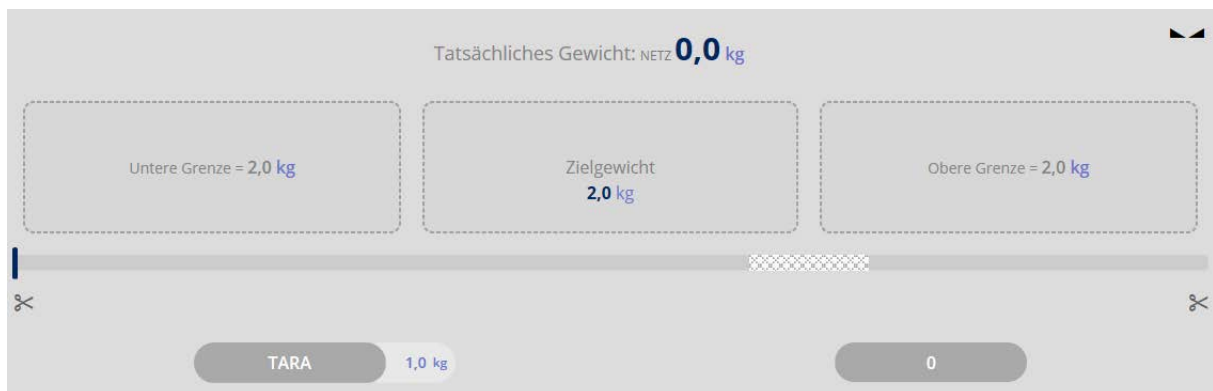 Tatsächliches Gewicht: NETZ 0,0 kg
Untere Grenze = 2,0 kg
Zielgewicht
2,0 kg
Obere Grenze = 2,0 kg
TARA 1,0 kg
0